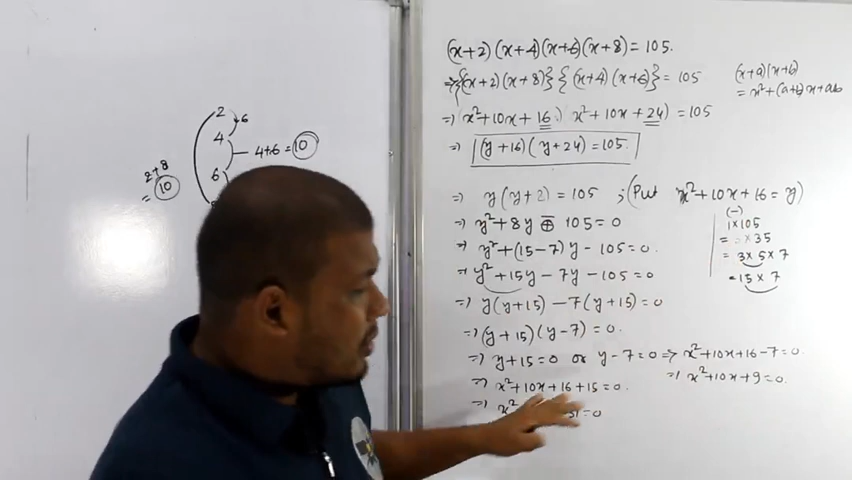 2
6
4
4+6 = 10
6
2+8
= 10
(x+2)(x+4)(x+6)(x+8) = 105.
=> {(x+2)(x+8)} {(x+4)(x+6)} = 105
(x+a)(x+b)
= x²+(a+b)x+ab
=> (x²+10x+16)(x²+10x+24) = 105
=> (y+16)(y+24) = 105.
=> y(y+2) = 105 ; (Put x²+10x+16 = y)
=> y²+8y 105 = 0
(-)
1×105
= 3×35
= 3×5×7
= 15×7
=> y²+(15-7)y - 105 = 0.
=> y²+15y - 7y - 105 = 0
=> y(y+15) - 7(y+15) = 0
=> (y+15)(y-7) = 0.
=> y+15 = 0 or y-7 = 0 => x²+10x+16-7 = 0.
=> x²+10x+16+15 = 0.
=> x²+10x+9 = 0.
=> x² 31 = 0